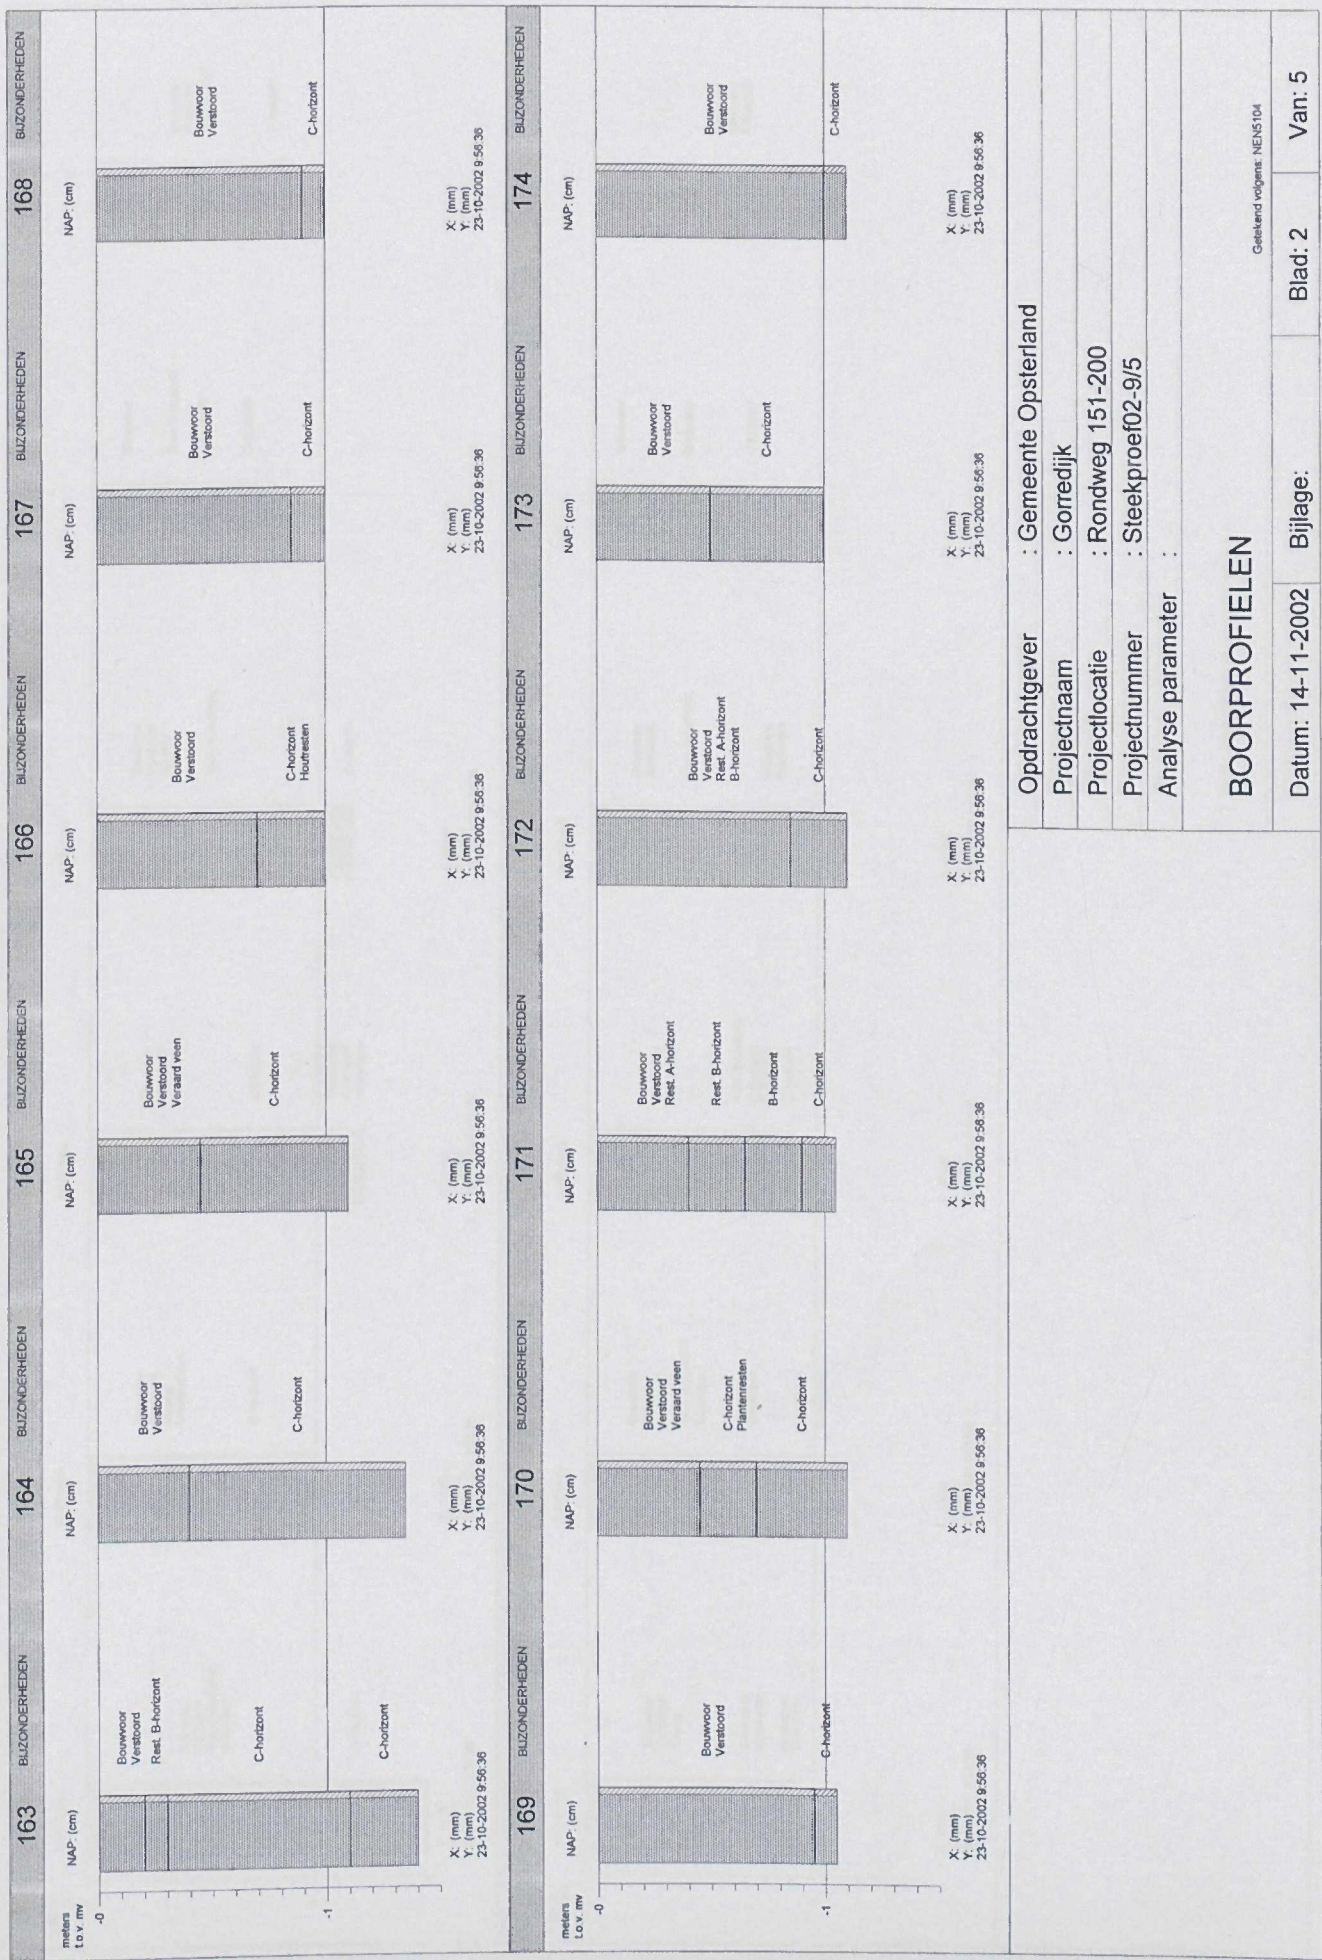 163 BIJZONDERHEDEN 164 BIJZONDERHEDEN 165 BIJZONDERHEDEN 166 BIJZONDERHEDEN 167 BIJZONDERHEDEN 168 BIJZONDERHEDEN
meters
t.o.v. mv
-0
-1
NAP: (cm)
Bouwvoor
Verstoord
Rest. B-horizont
C-horizont
C-horizont
X: (mm)
Y: (mm)
23-10-2002 9:56:36
NAP: (cm)
Bouwvoor
Verstoord
C-horizont
X: (mm)
Y: (mm)
23-10-2002 9:56:36
NAP: (cm)
Bouwvoor
Verstoord
Veraard veen
C-horizont
X: (mm)
Y: (mm)
23-10-2002 9:56:36
NAP: (cm)
Bouwvoor
Verstoord
C-horizont
Houtresten
X: (mm)
Y: (mm)
23-10-2002 9:56:36
NAP: (cm)
Bouwvoor
Verstoord
C-horizont
X: (mm)
Y: (mm)
23-10-2002 9:56:36
NAP: (cm)
Bouwvoor
Verstoord
C-horizont
X: (mm)
Y: (mm)
23-10-2002 9:56:36
169 BIJZONDERHEDEN 170 BIJZONDERHEDEN 171 BIJZONDERHEDEN 172 BIJZONDERHEDEN 173 BIJZONDERHEDEN 174 BIJZONDERHEDEN
meters
t.o.v. mv
-0
-1
NAP: (cm)
Bouwvoor
Verstoord
C-horizont
X: (mm)
Y: (mm)
23-10-2002 9:56:36
NAP: (cm)
Bouwvoor
Verstoord
Veraard veen
C-horizont
Plantenresten
C-horizont
X: (mm)
Y: (mm)
23-10-2002 9:56:36
NAP: (cm)
Bouwvoor
Verstoord
Rest. A-horizont
Rest. B-horizont
B-horizont
C-horizont
X: (mm)
Y: (mm)
23-10-2002 9:56:36
NAP: (cm)
Bouwvoor
Verstoord
Rest. A-horizont
B-horizont
C-horizont
X: (mm)
Y: (mm)
23-10-2002 9:56:36
NAP: (cm)
Bouwvoor
Verstoord
C-horizont
X: (mm)
Y: (mm)
23-10-2002 9:56:36
NAP: (cm)
Bouwvoor
Verstoord
C-horizont
X: (mm)
Y: (mm)
23-10-2002 9:56:36
Opdrachtgever : Gemeente Opsterland
Projectnaam : Gorredijk
Projectlocatie : Rondweg 151-200
Projectnummer : Steekproef02-9/5
Analyse parameter :
BOORPROFIELEN
Getekend volgens: NEN5104
Datum: 14-11-2002 Bijlage: Blad: 2 Van: 5